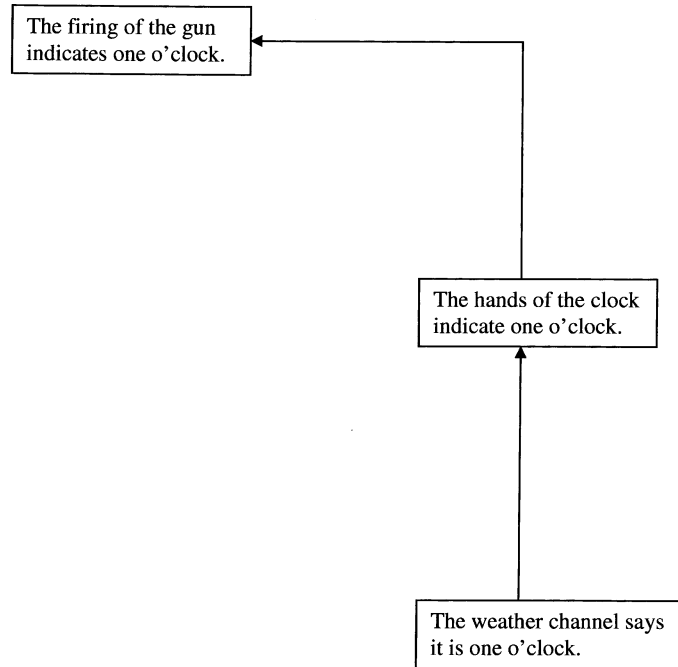 The firing of the gun
indicates one o'clock.
The hands of the clock
indicate one o'clock.
The weather channel says
it is one o'clock.